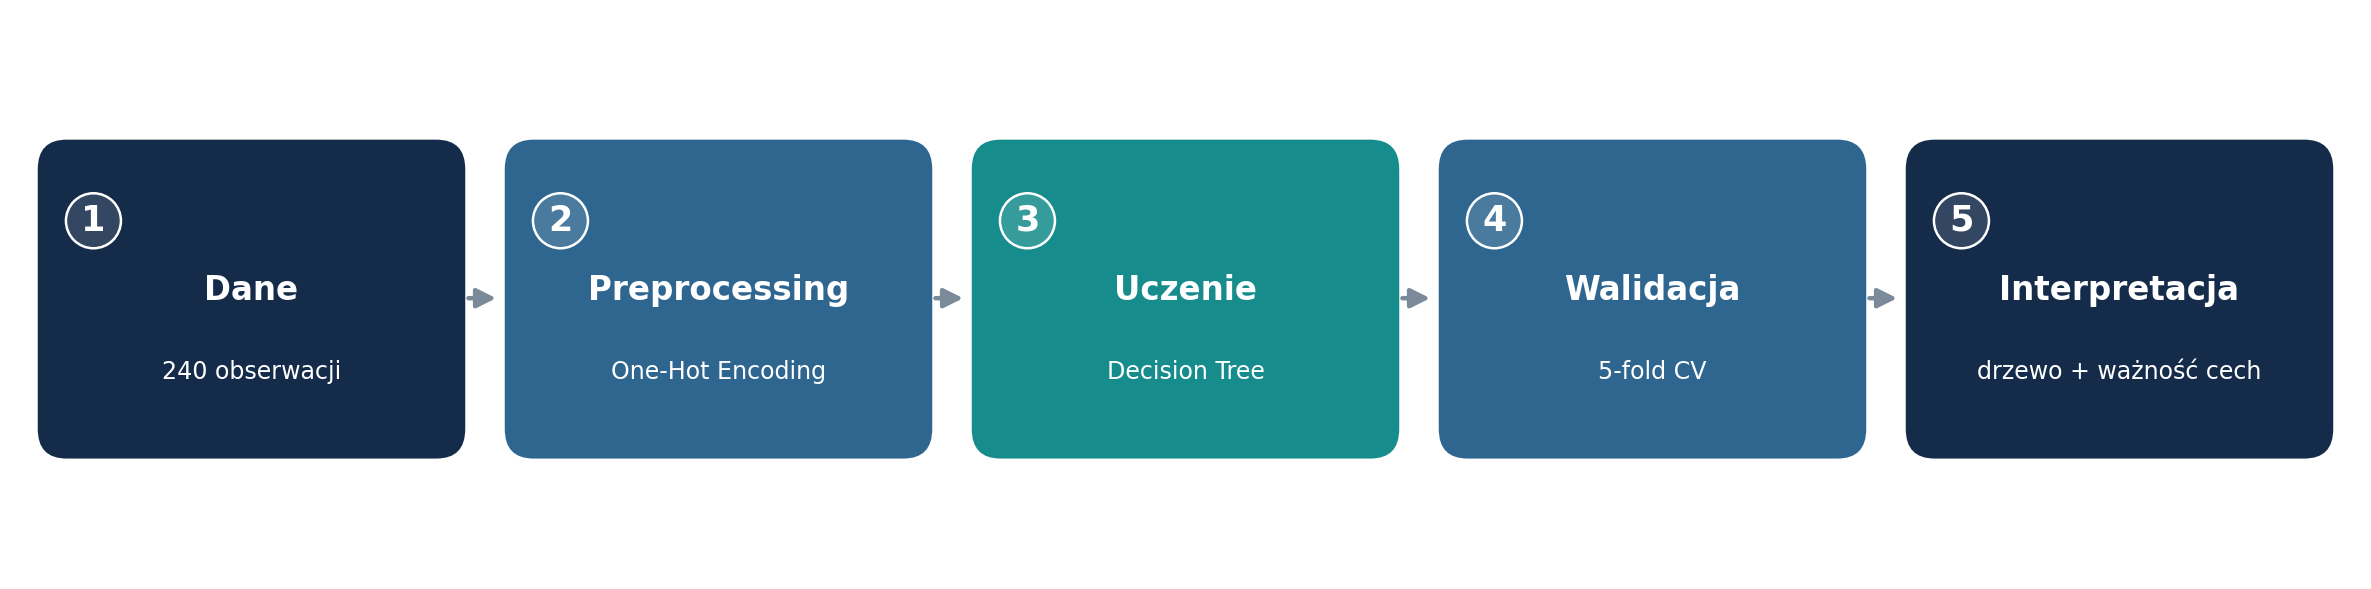 1
Dane
240 obserwacji
2
Preprocessing
One-Hot Encoding
3
Uczenie
Decision Tree
4
Walidacja
5-fold CV
5
Interpretacja
drzewo + ważność cech